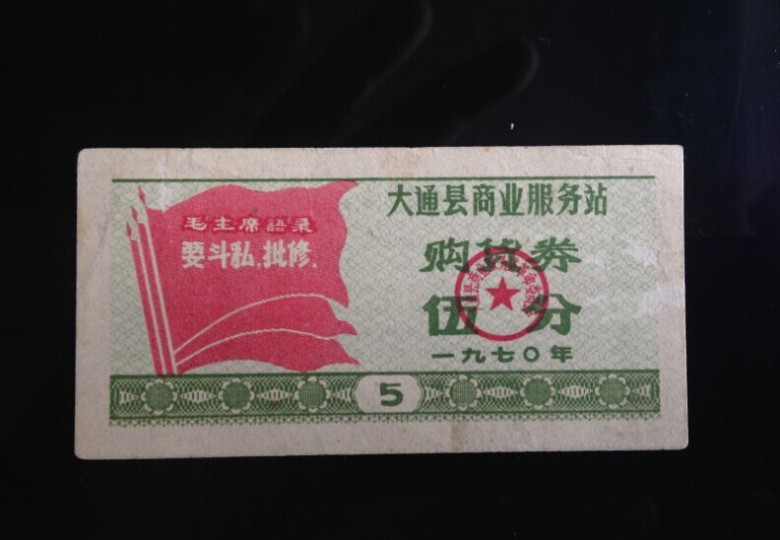 毛主席語录
要斗私,批修.
大通县商业服务站
购货券
伍分
一九七〇年
5